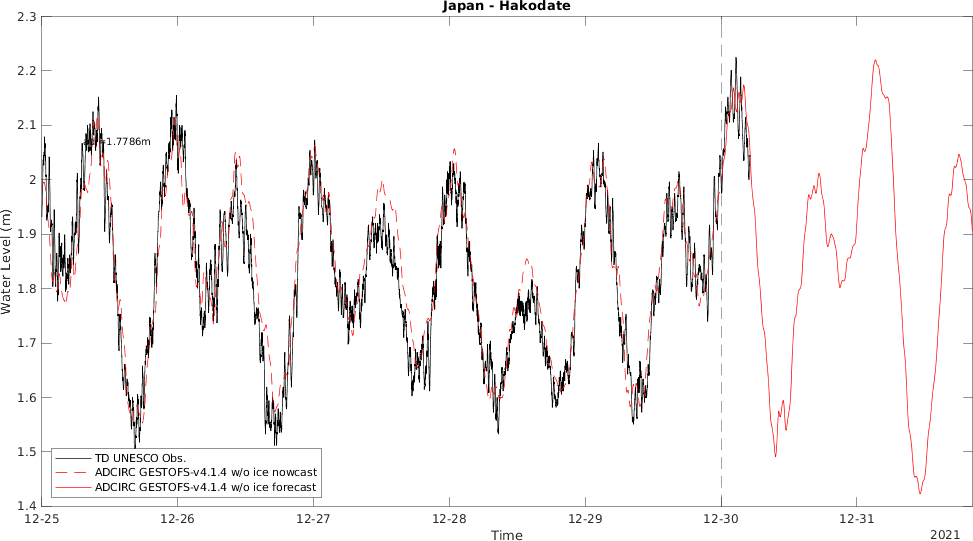 Japan - Hakodate
2.3
2.2
2.1
2
1.9
1.8
1.7
1.6
1.5
1.4
Water Level (m)
=1.7786m
TD UNESCO Obs.
ADCIRC GESTOFS-v4.1.4 w/o ice nowcast
ADCIRC GESTOFS-v4.1.4 w/o ice forecast
12-25
12-26
12-27
12-28
12-29
12-30
12-31
Time
2021